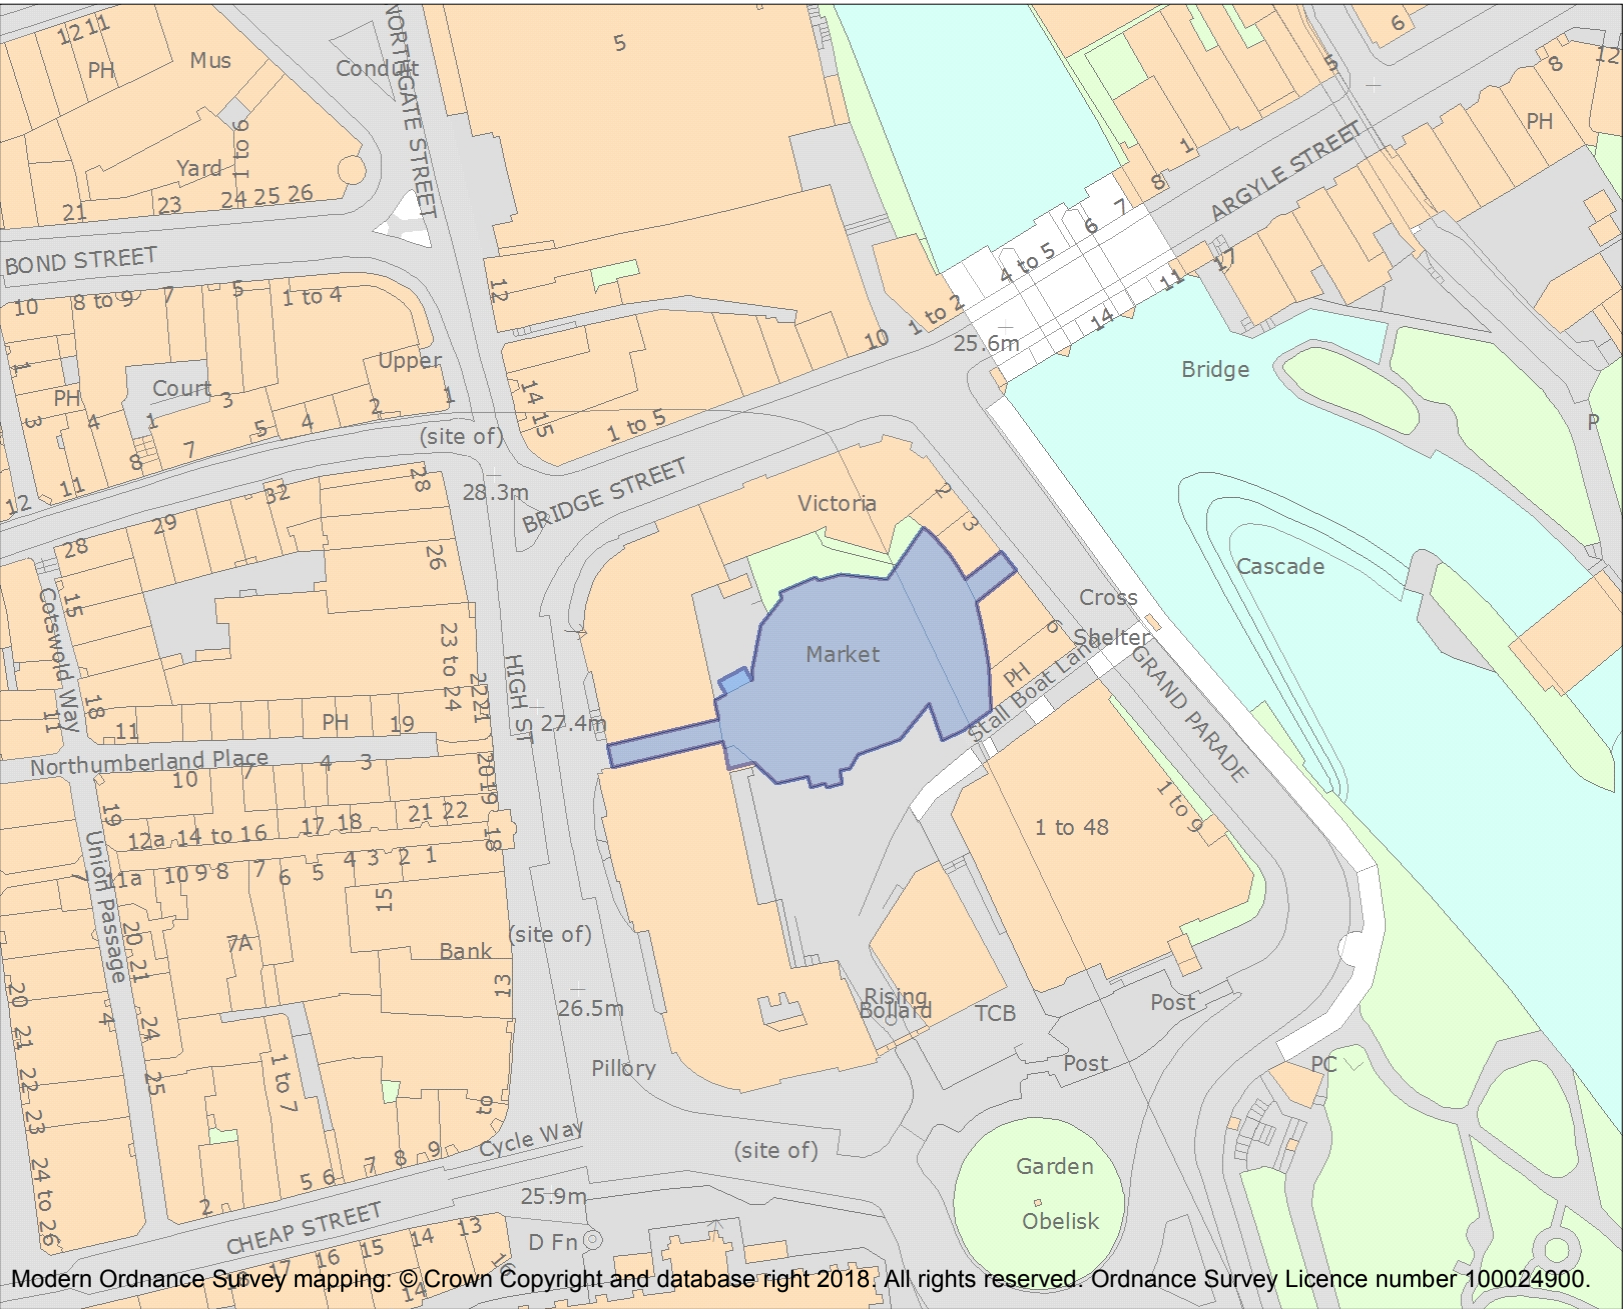 12 11
PH
Mus
Conduit
NORTHGATE STREET
5
6
5
8
12
PH
1
8
ARGYLE STREET
Yard
1 to 6
21
23
24 25 26
BOND STREET
10
8 to 9
7
5
1 to 4
12
7
6
4 to 5
1 to 2
10
11
17
14
25.6m
Bridge
1
PH
Court
Upper
3
4
1
3
5
4
2
1
7
8
11
12
14 15
1 to 5
(site of)
28.3m
BRIDGE STREET
28
32
29
28
26
Victoria
2
3
P
Cascade
Cross
Shelter
Cotswold Way
15
23 to 24
22 21
HIGH ST
Market
6
PH
Stall Boat Land
GRAND PARADE
18
11
11
PH
19
27.4m
Northumberland Place
10
7
4
3
20 19
19
12a 14 to 16
17 18
21 22
18
1 to 48
1 to 9
Union Passage
7
11a
10 9 8
7
6
5
4 3
2
1
15
7A
Bank
13
(site of)
20
21
26.5m
Rising
Bollard
TCB
Post
20
21
4
24
Pillory
Post
PC
22
25
1 to 7
23
to
Cycle Way
(site of)
24 to 26
2
5 6
7
8
9
Garden
Obelisk
25.9m
CHEAP STREET
D Fn
18
17
16
15
14
13
16
14
Modern Ordnance Survey mapping: © Crown Copyright and database right 2018. All rights reserved. Ordnance Survey Licence number 100024900.